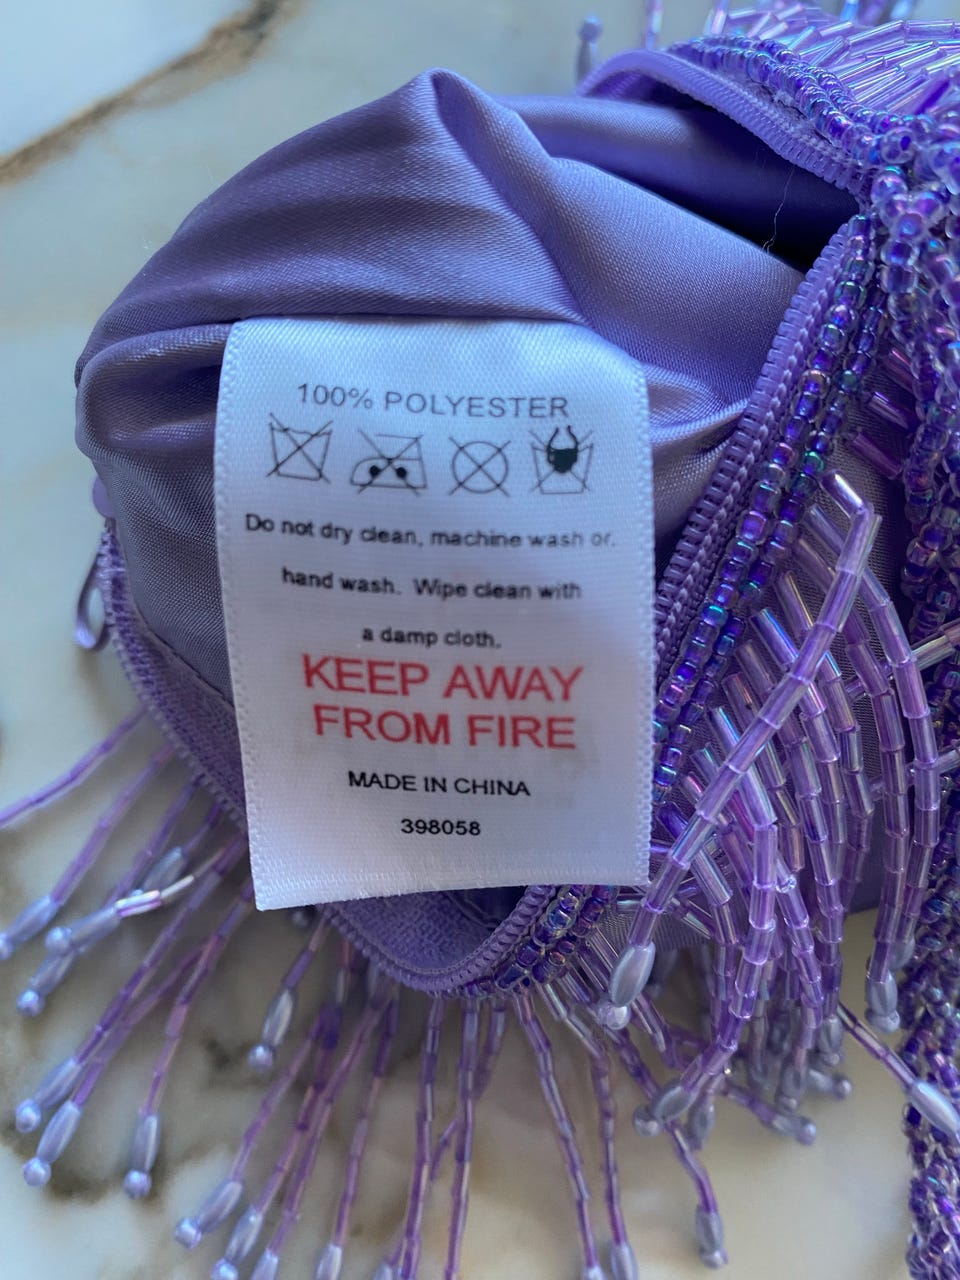 100% POLYESTER
Do not dry clean, machine wash or.
hand wash. Wipe clean with
a damp cloth.
KEEP AWAY
FROM FIRE
MADE IN CHINA
398058